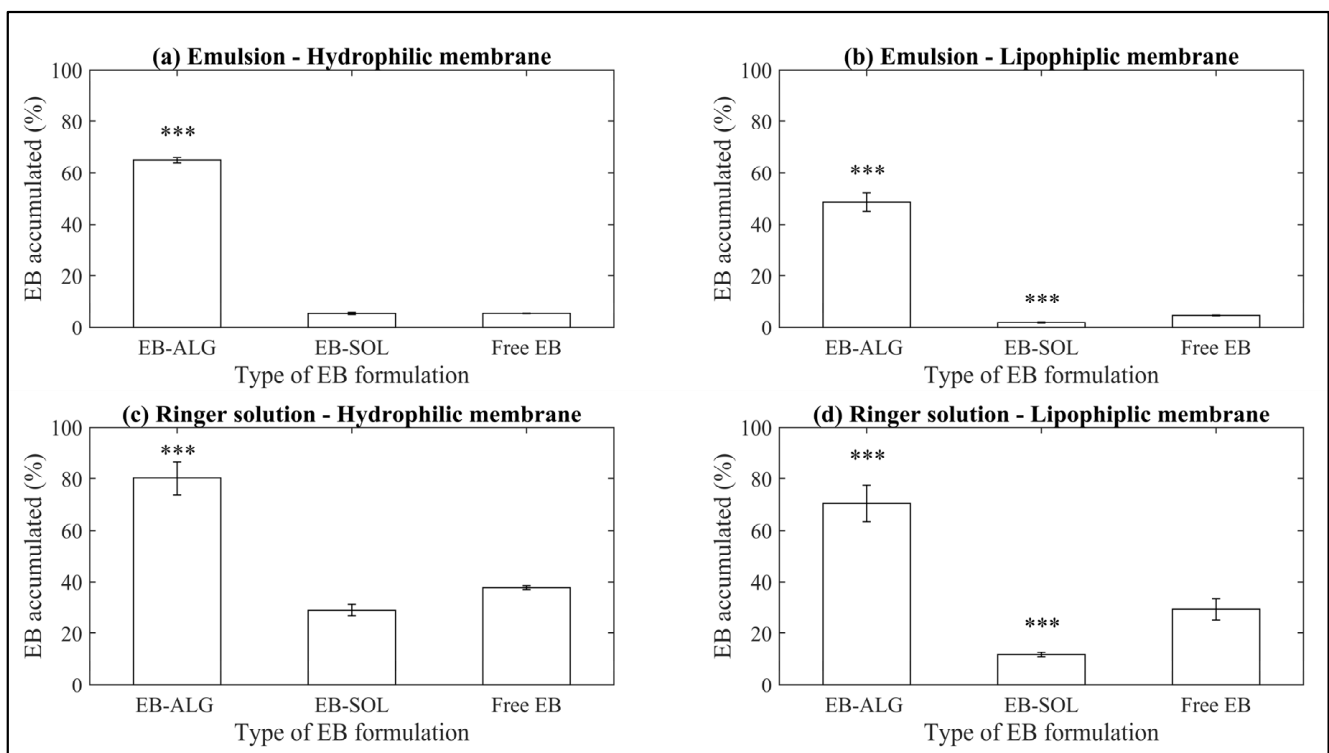 (a) Emulsion - Hydrophilic membrane
EB accumulated (%)
100
80
60
40
20
0
***
EB-ALG
EB-SOL
Free EB
Type of EB formulation
(b) Emulsion - Lipophiplic membrane
EB accumulated (%)
100
80
60
40
20
0
***
***
EB-ALG
EB-SOL
Free EB
Type of EB formulation
(c) Ringer solution - Hydrophilic membrane
EB accumulated (%)
100
80
60
40
20
0
***
EB-ALG
EB-SOL
Free EB
Type of EB formulation
(d) Ringer solution - Lipophiplic membrane
EB accumulated (%)
100
80
60
40
20
0
***
***
EB-ALG
EB-SOL
Free EB
Type of EB formulation